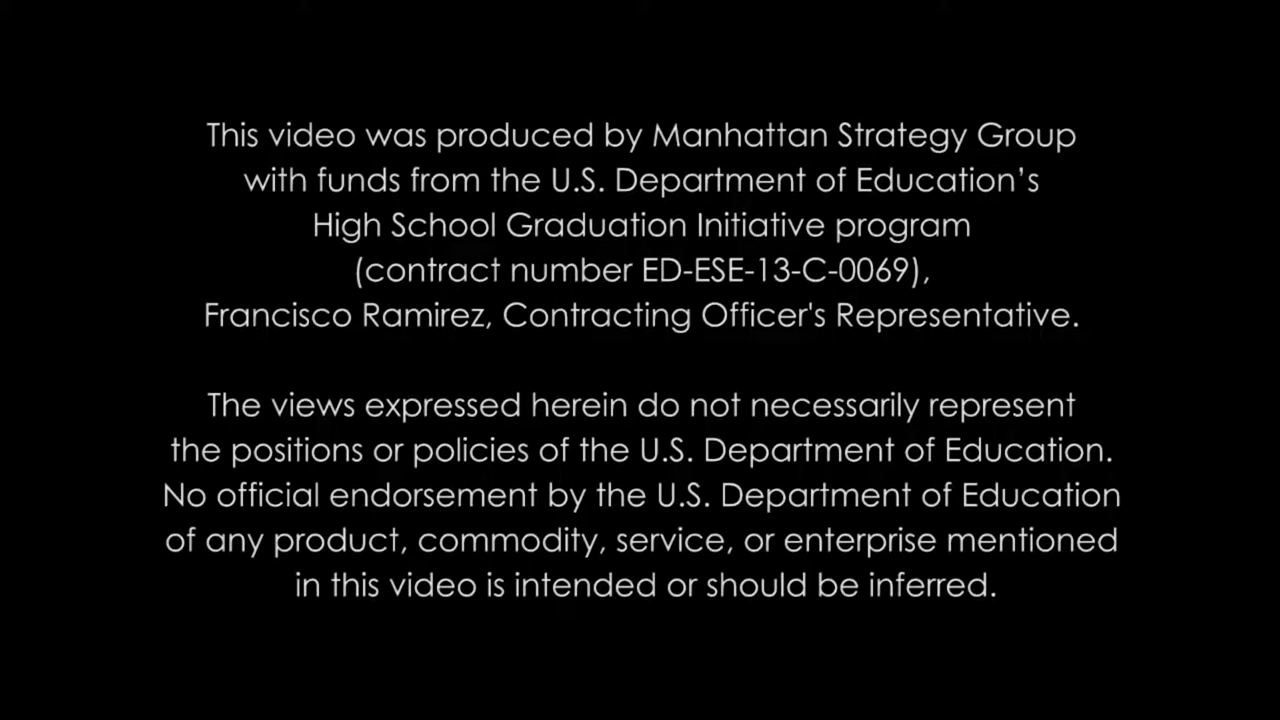 This video was produced by Manhattan Strategy Group
with funds from the U.S. Department of Education’s
High School Graduation Initiative program
(contract number ED-ESE-13-C-0069),
Francisco Ramirez, Contracting Officer's Representative.
The views expressed herein do not necessarily represent
the positions or policies of the U.S. Department of Education.
No official endorsement by the U.S. Department of Education
of any product, commodity, service, or enterprise mentioned
in this video is intended or should be inferred.